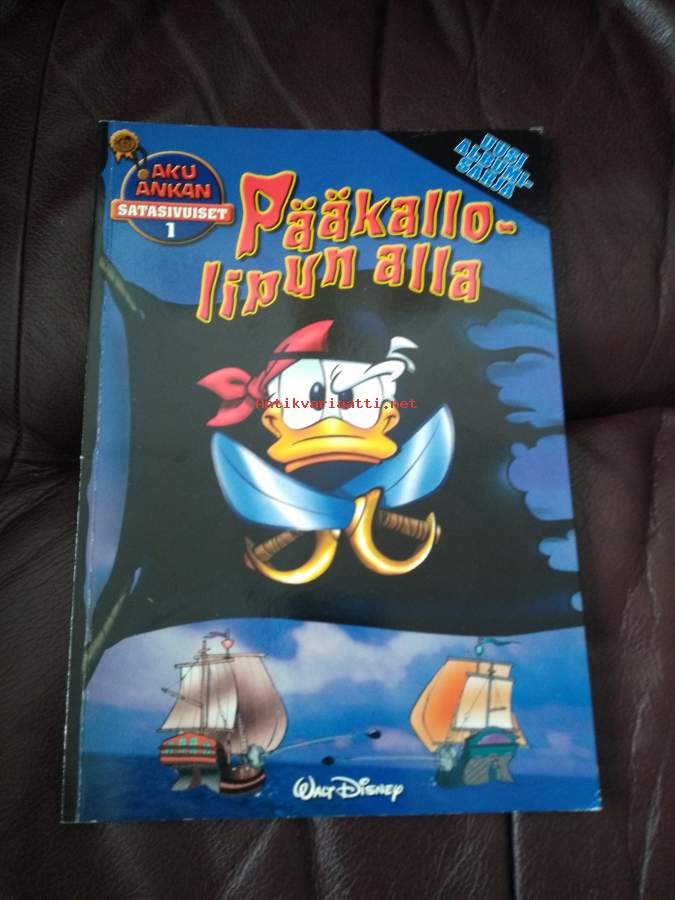 AKU
ANKAN
SATASIVUISET
1
Pääkallo-
lipun alla
UUSI
ALBUMI-
SARJA
antikvariaatti.net
WALT DISNEY